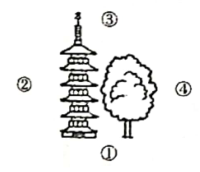 ③
② ④
①